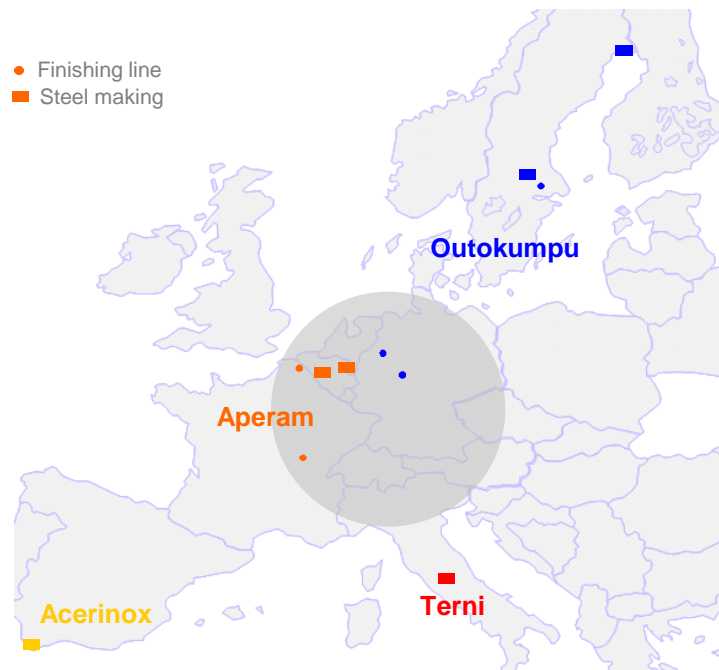 Finishing line
Steel making
Outokumpu
Aperam
Acerinox
Terni